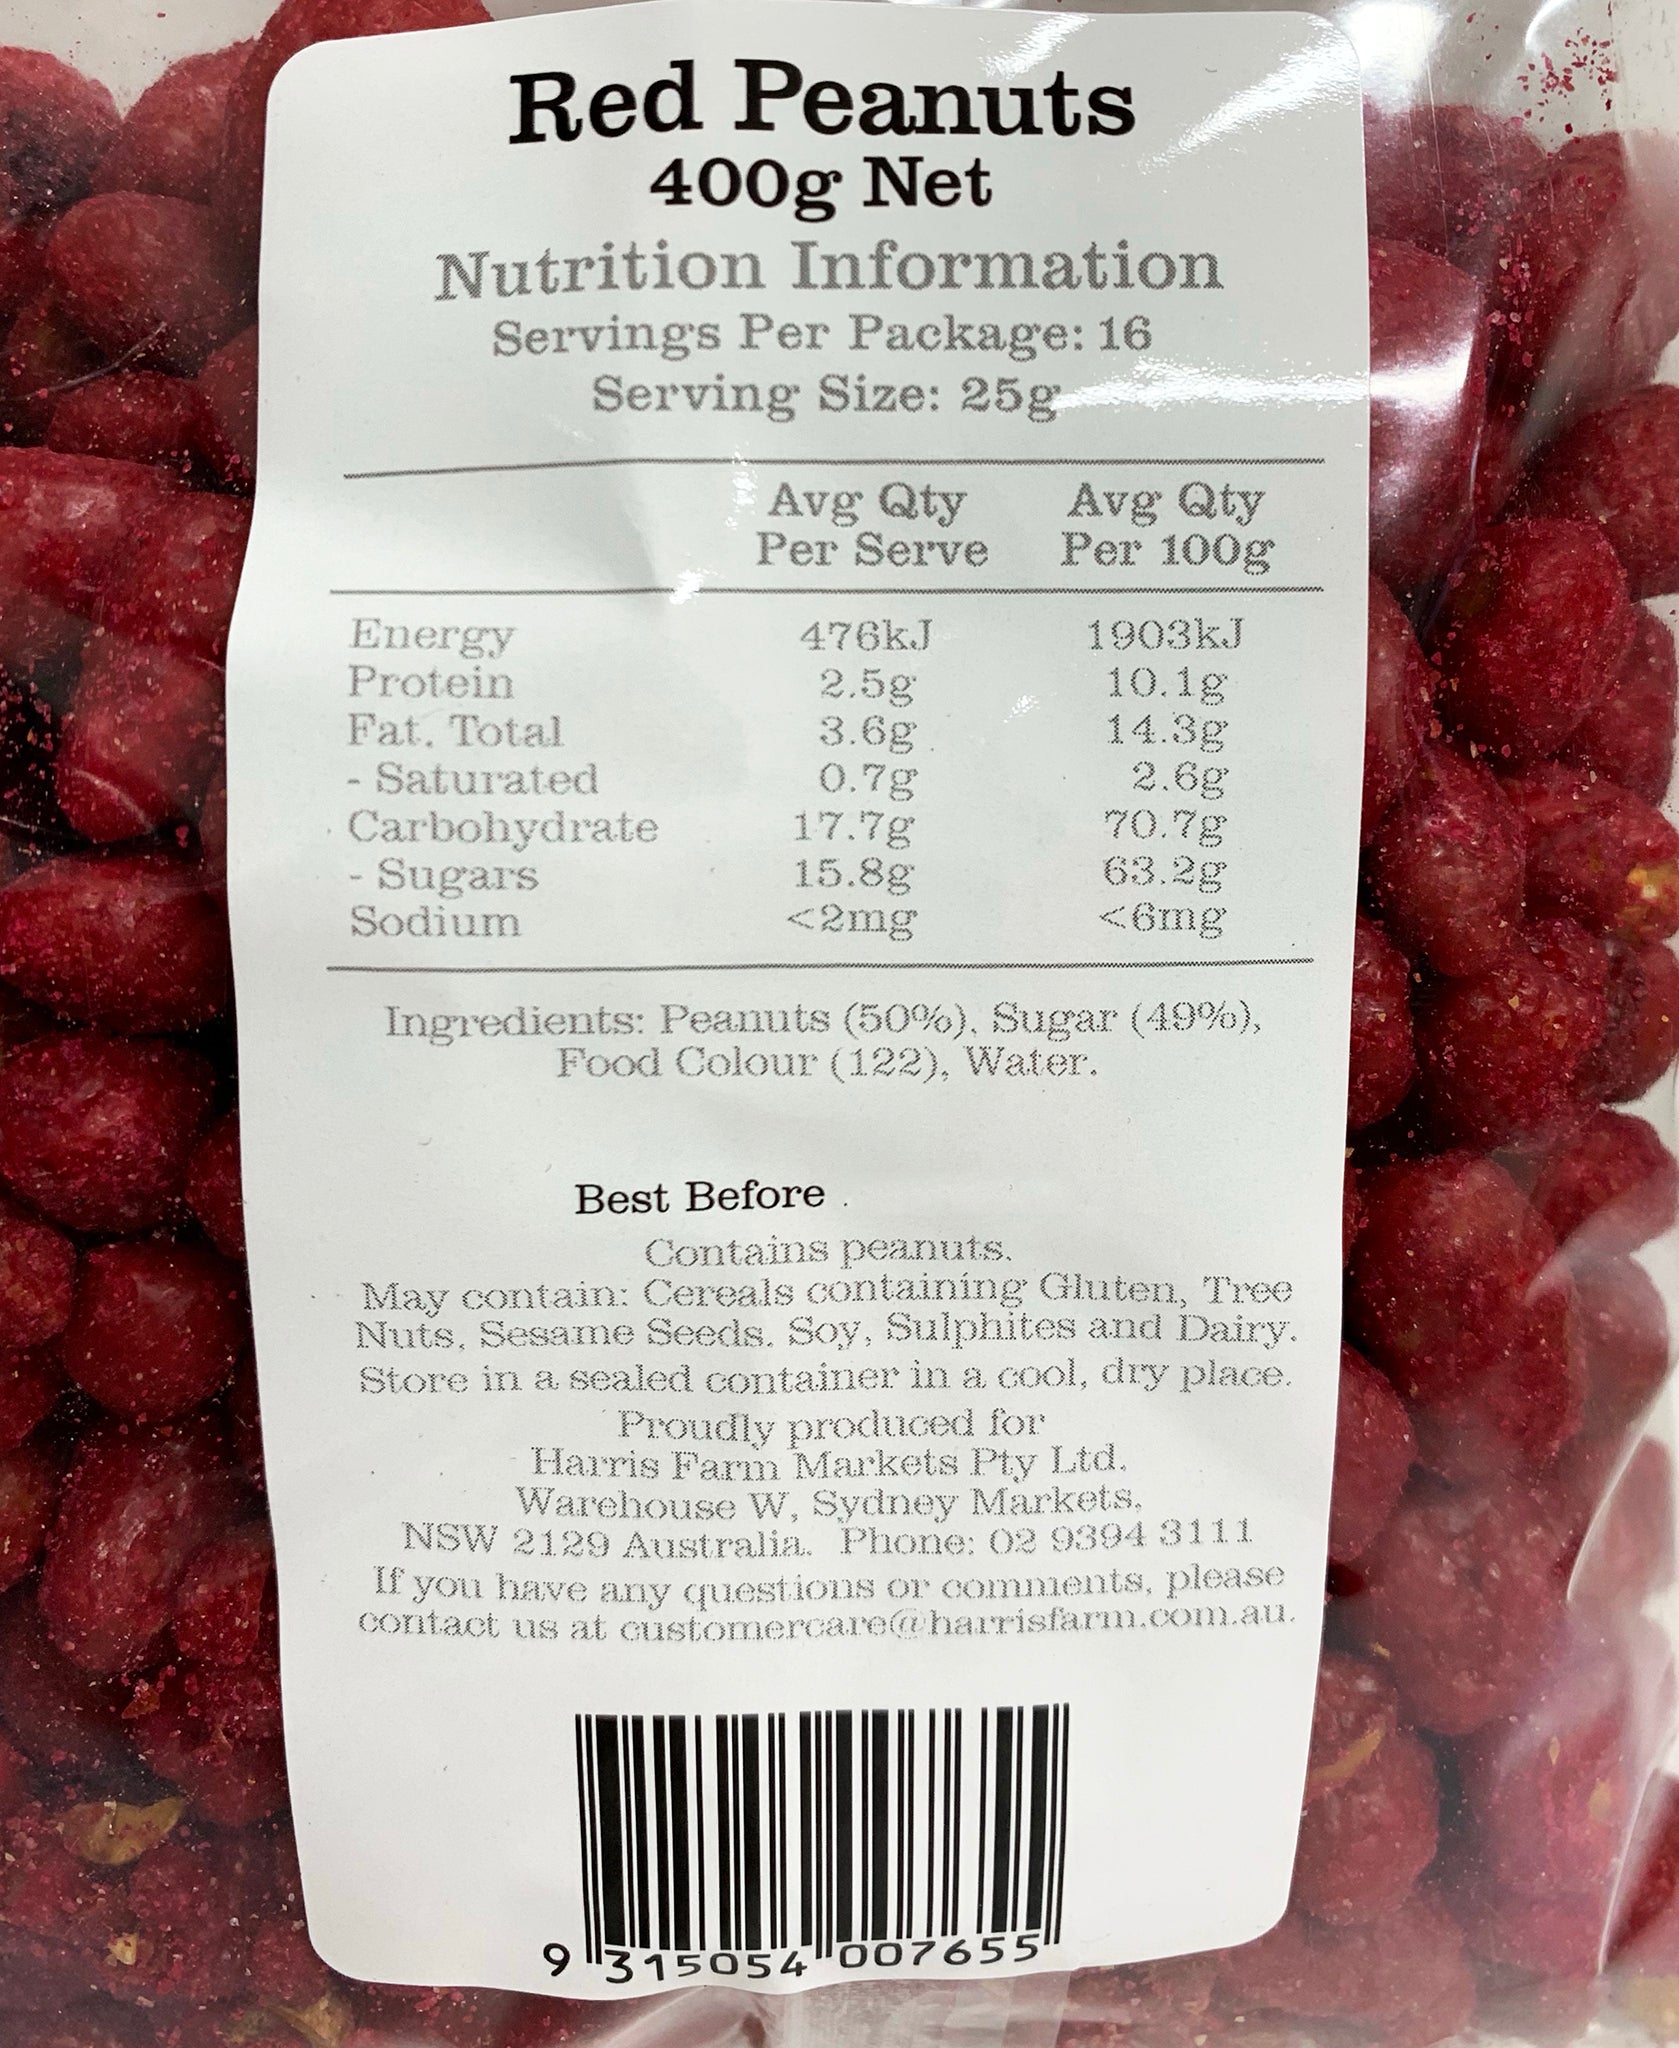 Red Peanuts
400g Net
Nutrition Information
Servings Per Package: 16
Serving Size: 25g
Avg Qty Avg Qty
Per Serve Per 100g
Energy 476kJ 1903kJ
Protein 2.5g 10.1g
Fat, Total 3.6g 14.3g
- Saturated 0.7g 2.6g
Carbohydrate 17.7g 70.7g
- Sugars 15.8g 63.2g
Sodium <2mg <6mg
Ingredients: Peanuts (50%), Sugar (49%),
Food Colour (122), Water.
Best Before
Contains peanuts.
May contain: Cereals containing Gluten, Tree
Nuts, Sesame Seeds, Soy, Sulphites and Dairy.
Store in a sealed container in a cool, dry place.
Proudly produced for
Harris Farm Markets Pty Ltd.
Warehouse W, Sydney Markets,
NSW 2129 Australia. Phone: 02 9394 3111
If you have any questions or comments, please
contact us at customercare@harrisfarm.com.au.
9 315054 007655